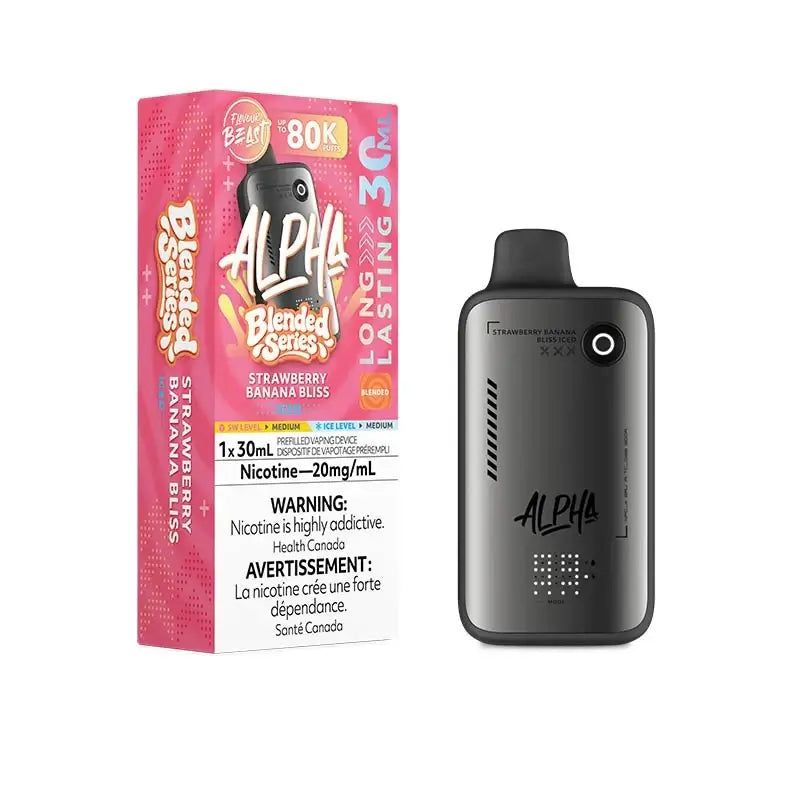 Flavour
BEAST
UP TO 80K PUFFS
LONG >>>> LASTING 30ML
ALPHA
Blended
Series
STRAWBERRY
BANANA BLISS
ICED
BLENDED
SW LEVEL ▸ MEDIUM
ICE LEVEL ▸ MEDIUM
1 x 30mL
PREFILLED VAPING DEVICE
DISPOSITIF DE VAPOTAGE PRÉREMPLI
Nicotine—20mg/mL
WARNING:
Nicotine is highly addictive.
Health Canada
AVERTISSEMENT:
La nicotine crée une forte
dépendance.
Santé Canada
Blended
Series
STRAWBERRY
BANANA BLISS
ICED
STRAWBERRY BANANA
BLISS ICED
XXX
ALPHA
MODE